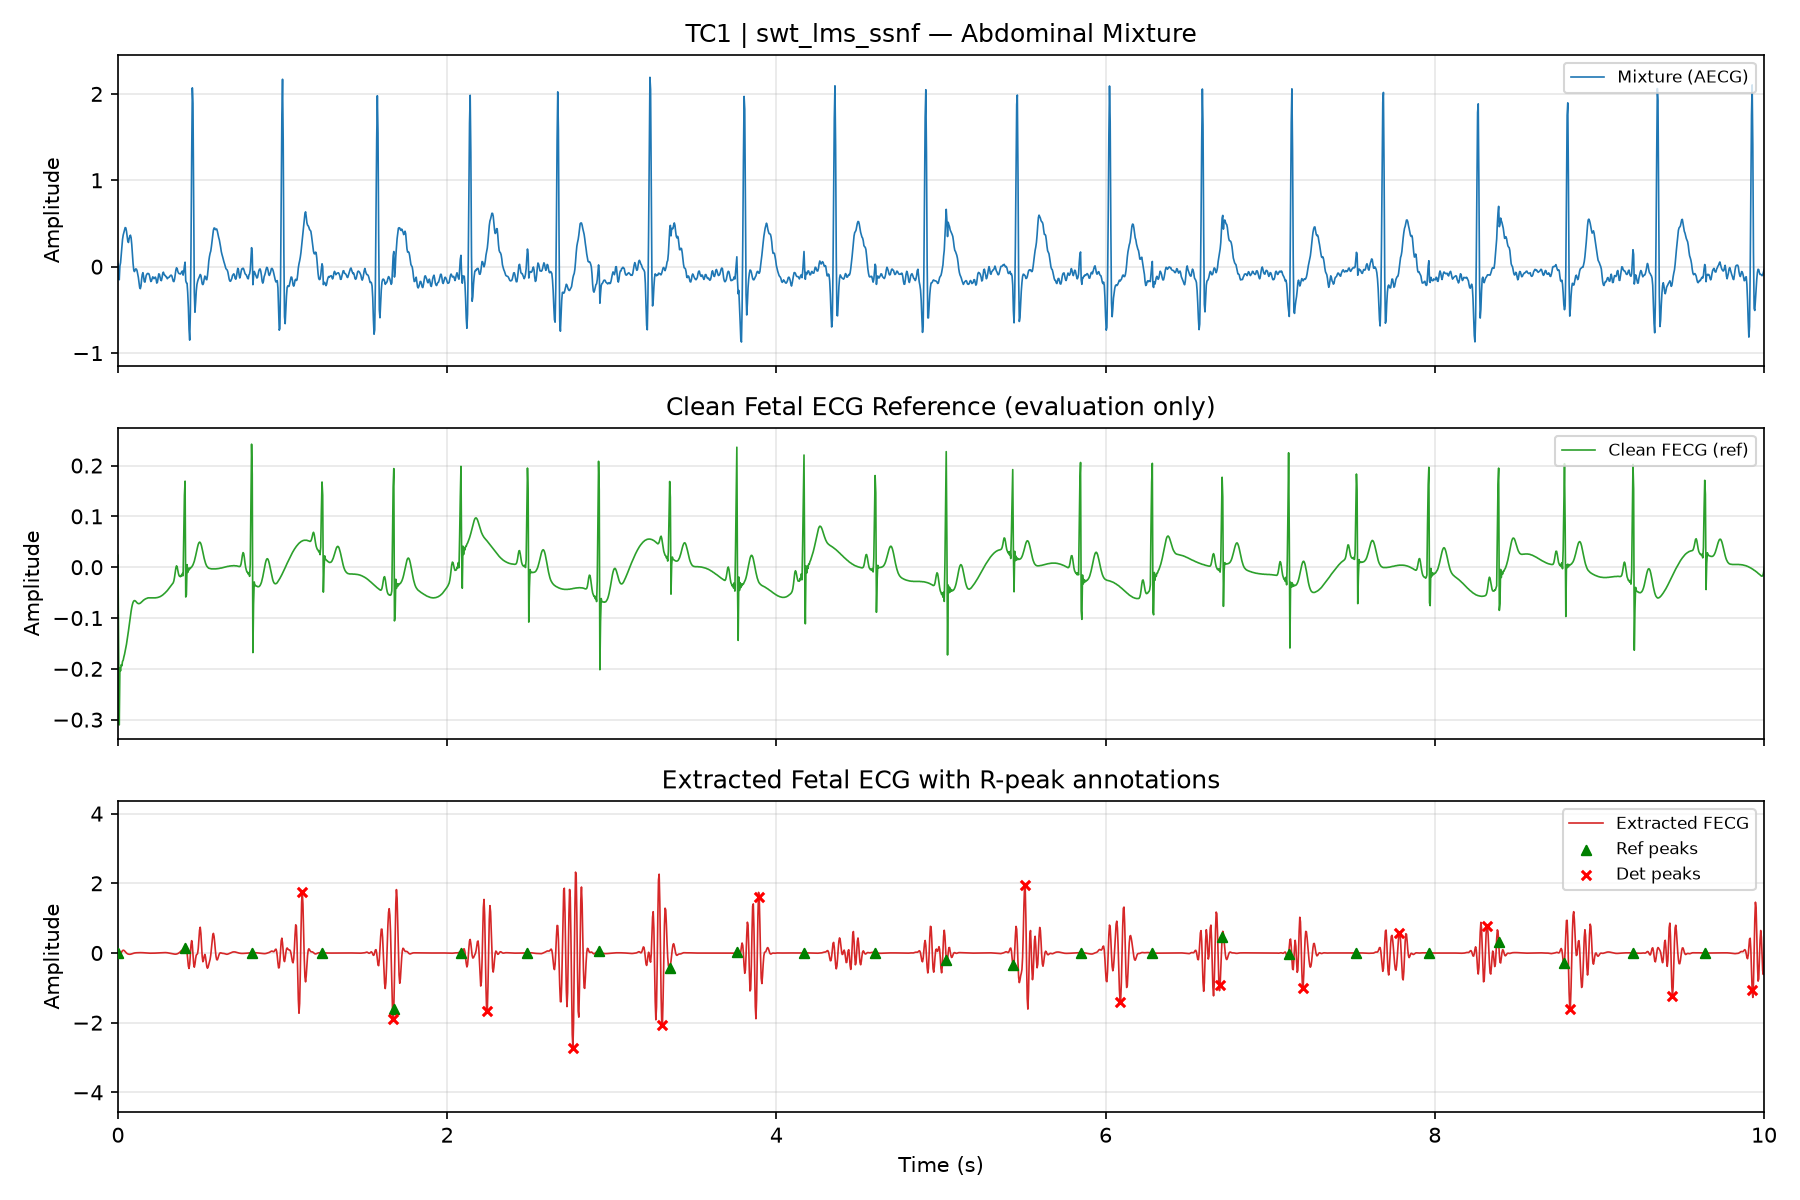 TC1 | swt_lms_ssnf — Abdominal Mixture
Mixture (AECG)
Amplitude
2
1
0
−1
Clean Fetal ECG Reference (evaluation only)
Clean FECG (ref)
Amplitude
0.2
0.1
0.0
−0.1
−0.2
−0.3
Extracted Fetal ECG with R-peak annotations
Extracted FECG
Ref peaks
Det peaks
Amplitude
4
2
0
−2
−4
0 2 4 6 8 10
Time (s)